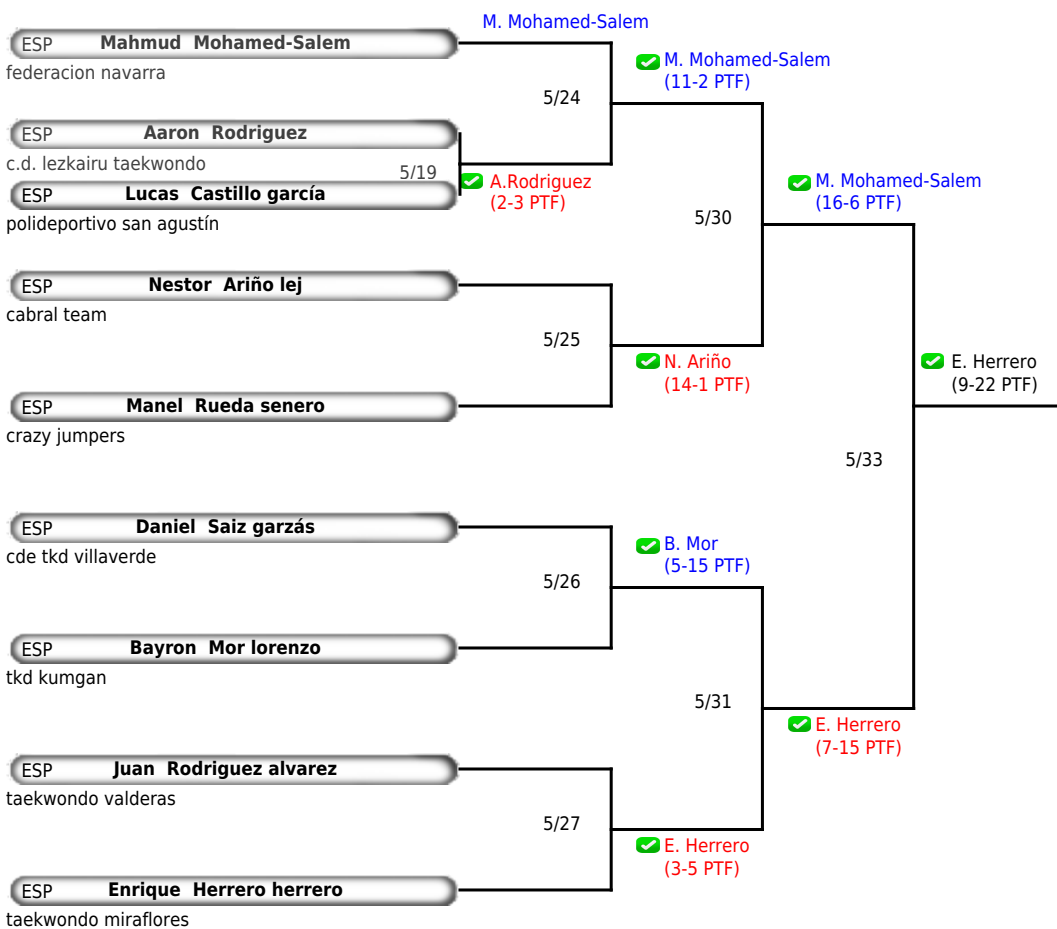 M. Mohamed-Salem
ESP Mahmud Mohamed-Salem
federacion navarra
M. Mohamed-Salem
(11-2 PTF)
5/24
ESP Aaron Rodriguez
c.d. lezkairu taekwondo
5/19
A.Rodriguez
(2-3 PTF)
ESP Lucas Castillo garcía
polideportivo san agustín
M. Mohamed-Salem
(16-6 PTF)
5/30
ESP Nestor Ariño lej
cabral team
5/25
N. Ariño
(14-1 PTF)
E. Herrero
(9-22 PTF)
ESP Manel Rueda senero
crazy jumpers
5/33
ESP Daniel Saiz garzás
cde tkd villaverde
B. Mor
(5-15 PTF)
5/26
ESP Bayron Mor lorenzo
tkd kumgan
5/31
E. Herrero
(7-15 PTF)
ESP Juan Rodriguez alvarez
taekwondo valderas
5/27
E. Herrero
(3-5 PTF)
ESP Enrique Herrero herrero
taekwondo miraflores